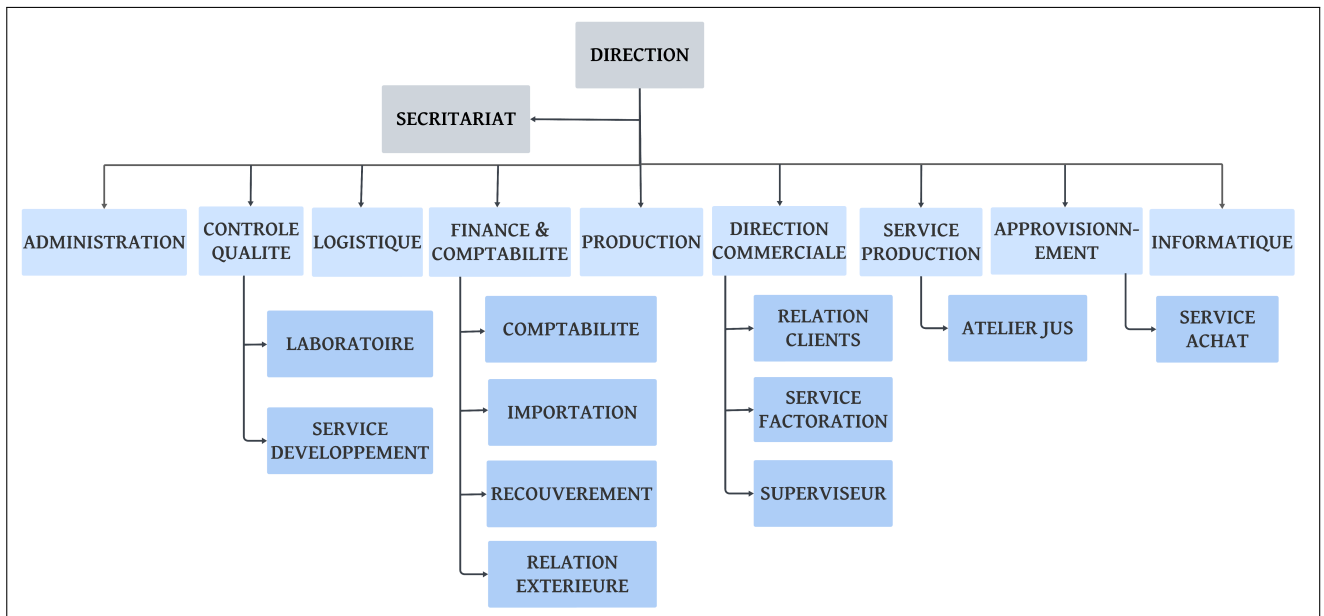 DIRECTION
SECRITARIAT
ADMINISTRATION
CONTROLE
QUALITE
LOGISTIQUE
FINANCE &
COMPTABILITE
PRODUCTION
DIRECTION
COMMERCIALE
SERVICE
PRODUCTION
APPROVISIONN-
EMENT
INFORMATIQUE
LABORATOIRE
SERVICE
DEVELOPPEMENT
COMPTABILITE
IMPORTATION
RECOUVEREMENT
RELATION
EXTERIEURE
RELATION
CLIENTS
SERVICE
FACTORATION
SUPERVISEUR
ATELIER JUS
SERVICE
ACHAT